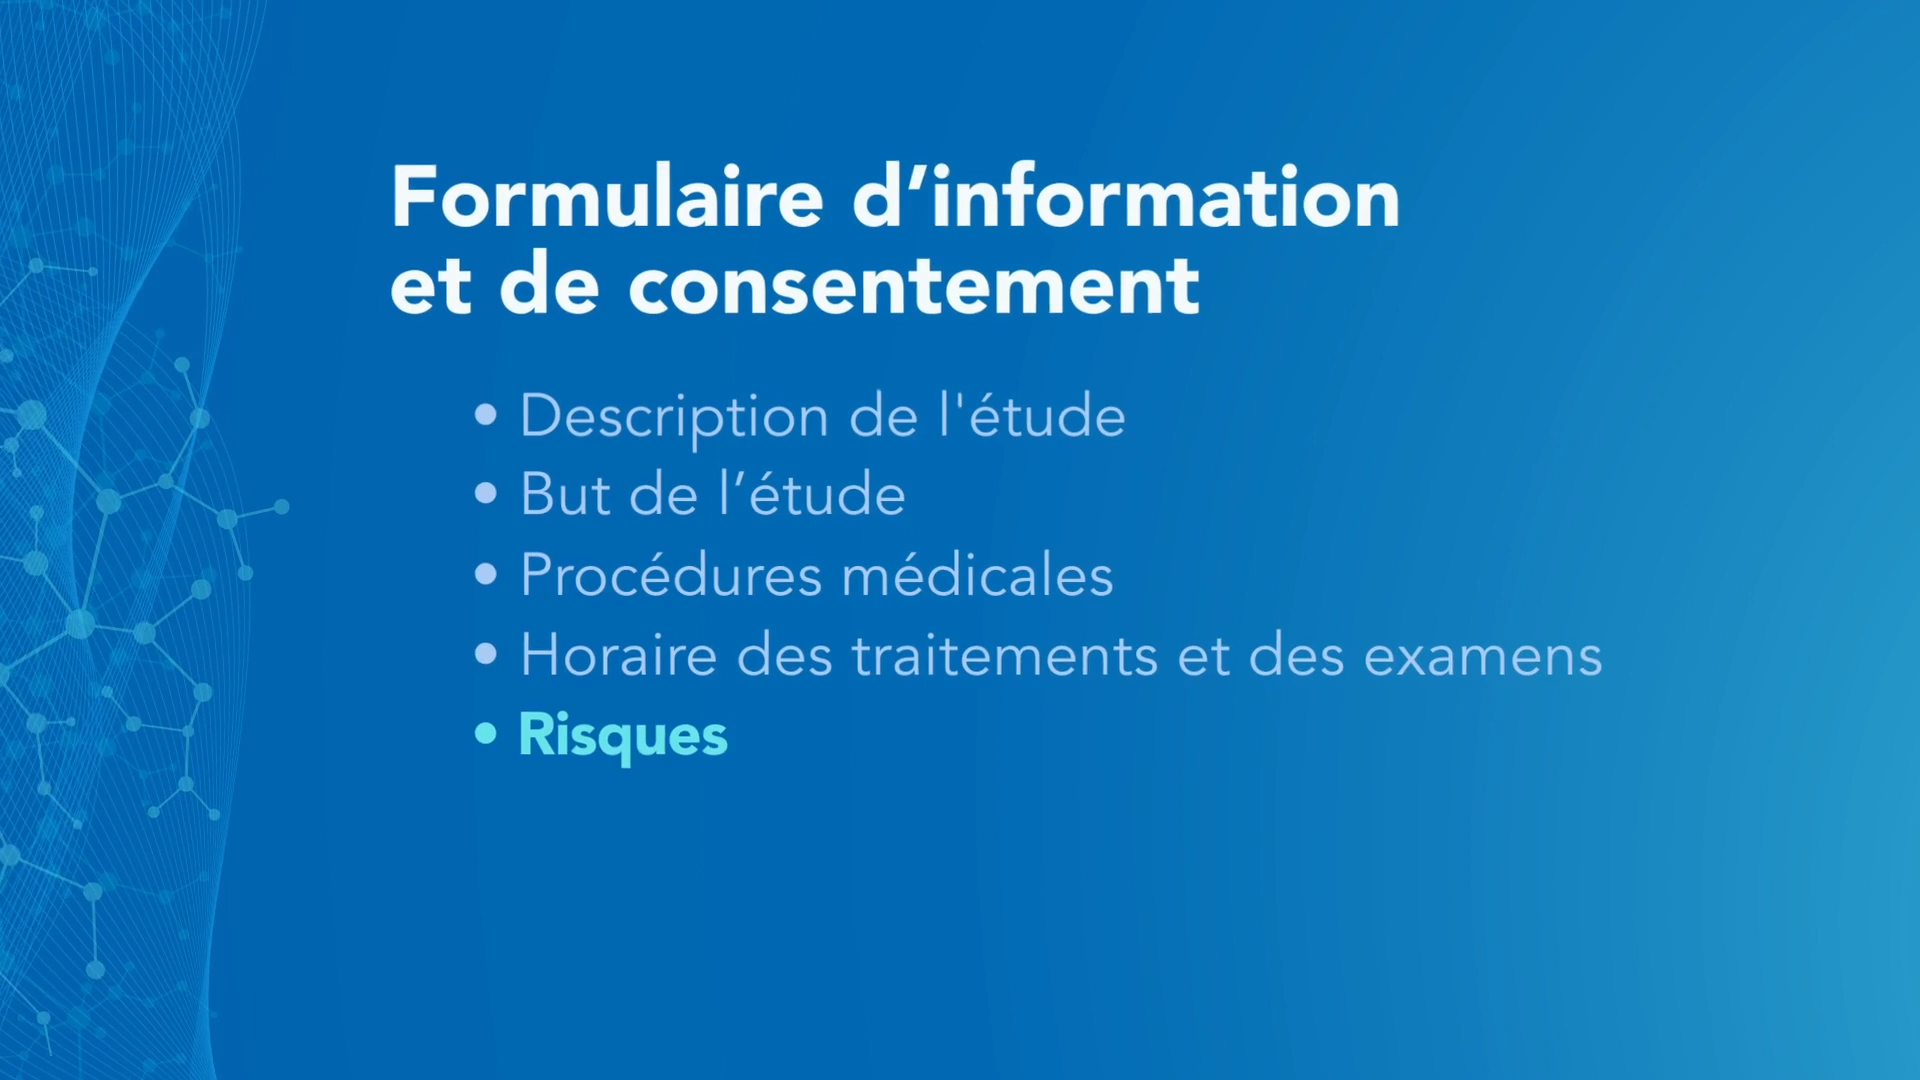 Formulaire d’information
et de consentement
• Description de l'étude
• But de l’étude
• Procédures médicales
• Horaire des traitements et des examens
• Risques